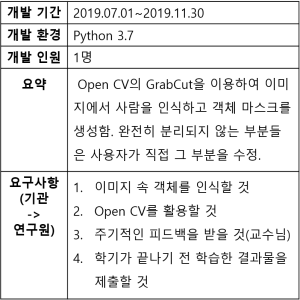 개발 기간 2019.07.01~2019.11.30
개발 환경 Python 3.7
개발 인원 1명
요약
Open CV의 GrabCut을 이용하여 이미
지에서 사람을 인식하고 객체 마스크를
생성함. 완전히 분리되지 않는 부분들
은 사용자가 직접 그 부분을 수정.
요구사항
(기관
->
연구원)
1. 이미지 속 객체를 인식할 것
2. Open CV를 활용할 것
3. 주기적인 피드백을 받을 것(교수님)
4. 학기가 끝나기 전 학습한 결과물을
제출할 것